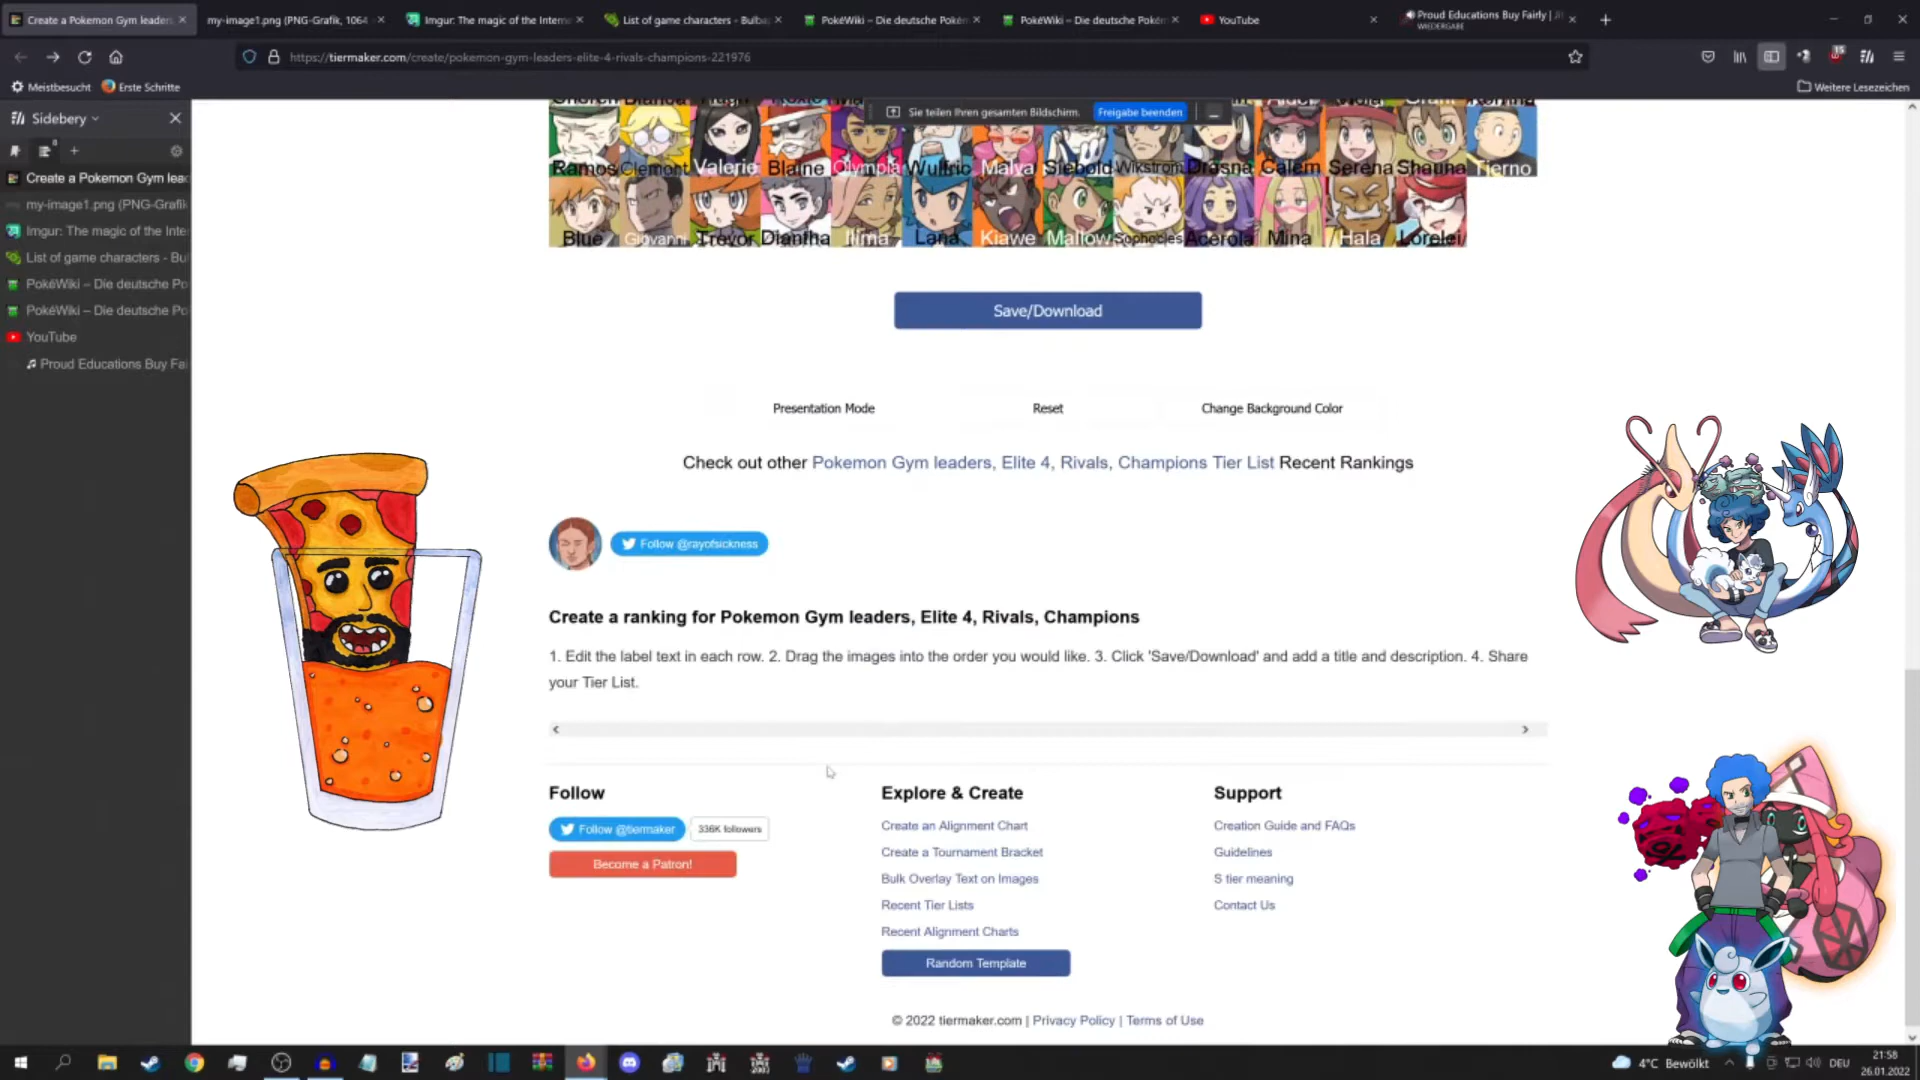 Create a Pokemon Gym leaders
my-image1.png (PNG-Grafik, 1064
Imgur: The magic of the Intern
List of game characters - Bulba
PokéWiki – Die deutsche Pokém
PokéWiki – Die deutsche Pokém
YouTube
Proud Educations Buy Fairly |
WIEDERGABE
https://tiermaker.com/create/pokemon-gym-leaders-elite-4-rivals-champions-221976
15
Meistbesucht
Erste Schritte
Weitere Lesezeichen
Sidebery
8
Create a Pokemon Gym lead
my-image1.png (PNG-Grafik
Imgur: The magic of the Inte
List of game characters - Bul
PokéWiki – Die deutsche Po
PokéWiki – Die deutsche Po
YouTube
Proud Educations Buy Fai
Sie teilen Ihren gesamten Bildschirm.
Freigabe beenden
Ramos Clemont Valerie Blaine Olympia Wulfric Malva Siebold Wikstrom Drasna Calem Serena Shauna Tierno
Blue Giovanni Trevor Diantha Ilima Lana Kiawe Mallow Sophocles Acerola Mina Hala Lorelei
Save/Download
Presentation Mode
Reset
Change Background Color
Check out other Pokemon Gym leaders, Elite 4, Rivals, Champions Tier List Recent Rankings
Follow @rayofsickness
Create a ranking for Pokemon Gym leaders, Elite 4, Rivals, Champions
1. Edit the label text in each row. 2. Drag the images into the order you would like. 3. Click 'Save/Download' and add a title and description. 4. Share
your Tier List.
Follow
Follow @tiermaker
336K followers
Become a Patron!
Explore & Create
Create an Alignment Chart
Create a Tournament Bracket
Bulk Overlay Text on Images
Recent Tier Lists
Recent Alignment Charts
Random Template
Support
Creation Guide and FAQs
Guidelines
S tier meaning
Contact Us
© 2022 tiermaker.com | Privacy Policy | Terms of Use
4°C Bewölkt
DEU
21:58
26.01.2022